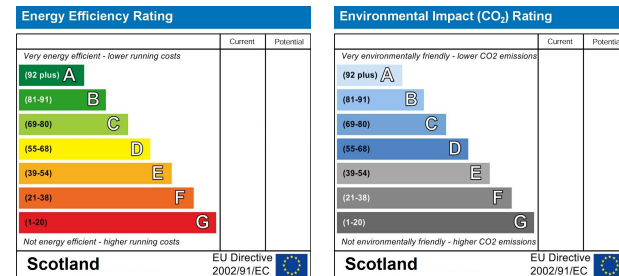 Energy Efficiency Rating
Current Potential
Very energy efficient - lower running costs
(92 plus) A
(81-91) B
(69-80) C
(55-68) D
(39-54) E
(21-38) F
(1-20) G
Not energy efficient - higher running costs
Scotland
EU Directive
2002/91/EC
Environmental Impact (CO₂) Rating
Current Potentia
Very environmentally friendly - lower CO2 emissions
(92 plus) A
(81-91) B
(69-80) C
(55-68) D
(39-54) E
(21-38) F
(1-20) G
Not environmentally friendly - higher CO2 emissions
Scotland
EU Directive
2002/91/EC